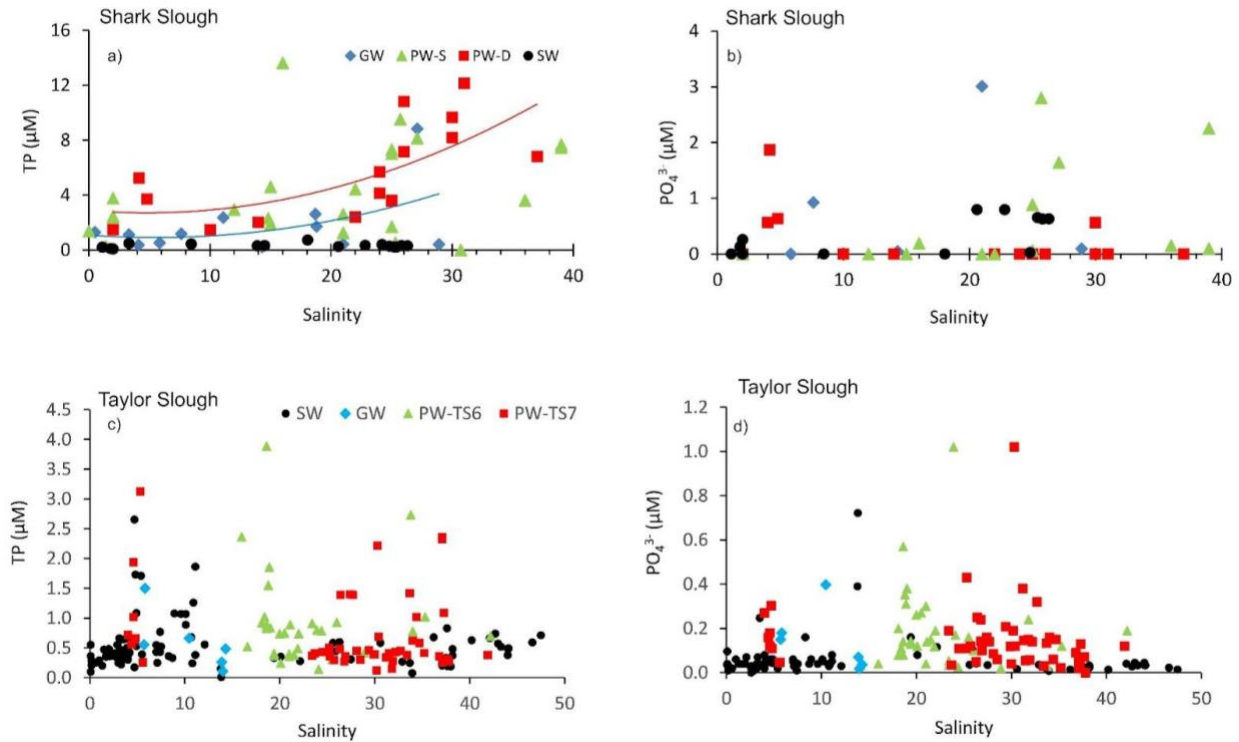 Shark Slough
a)
GW PW-S PW-D SW
16
12
8
4
0
TP (µM)
0 10 20 30 40
Salinity
Shark Slough
b)
4
3
2
1
0
PO₄³⁻ (µM)
0 10 20 30 40
Salinity
Taylor Slough
c)
SW GW PW-TS6 PW-TS7
4.5
4.0
3.5
3.0
2.5
2.0
1.5
1.0
0.5
0.0
TP (µM)
0 10 20 30 40 50
Salinity
Taylor Slough
d)
1.2
1.0
0.8
0.6
0.4
0.2
0.0
PO₄³⁻ (µM)
0 10 20 30 40 50
Salinity